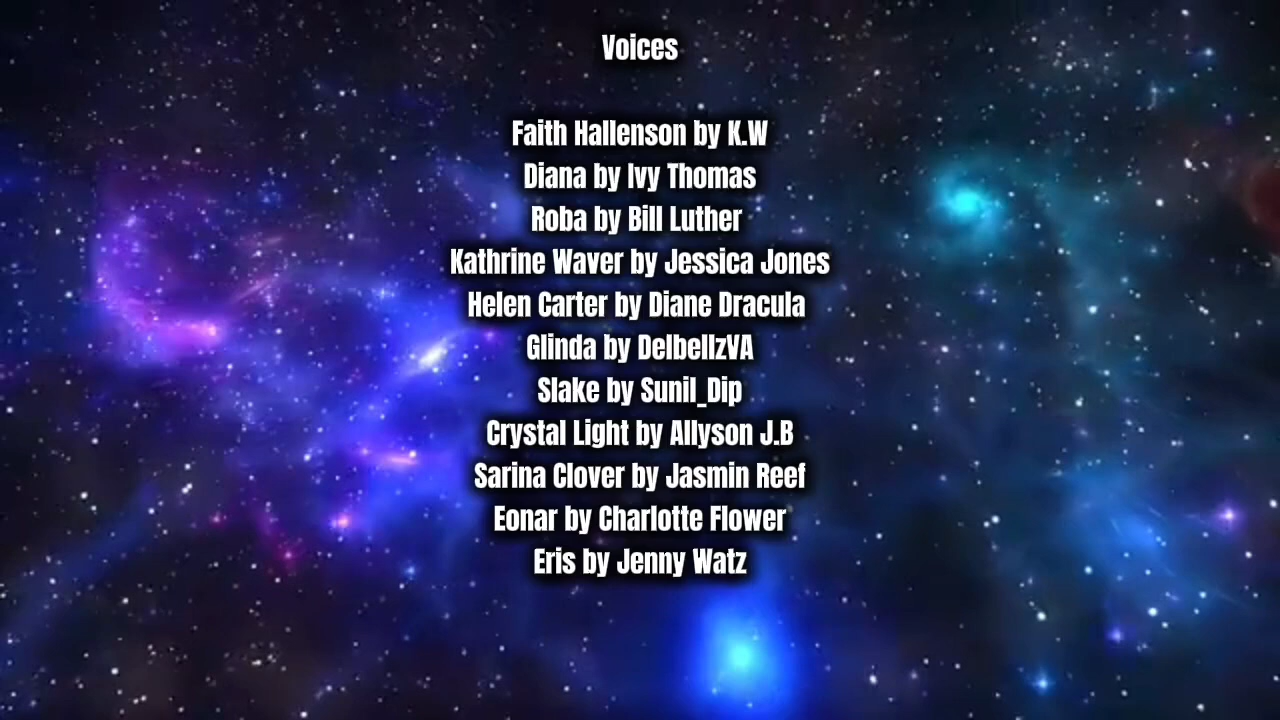 Voices
Faith Hallenson by K.W
Diana by Ivy Thomas
Roba by Bill Luther
Kathrine Waver by Jessica Jones
Helen Carter by Diane Dracula
Glinda by DelbellzVA
Slake by Sunil_Dip
Crystal Light by Allyson J.B
Sarina Clover by Jasmin Reef
Eonar by Charlotte Flower
Eris by Jenny Watz